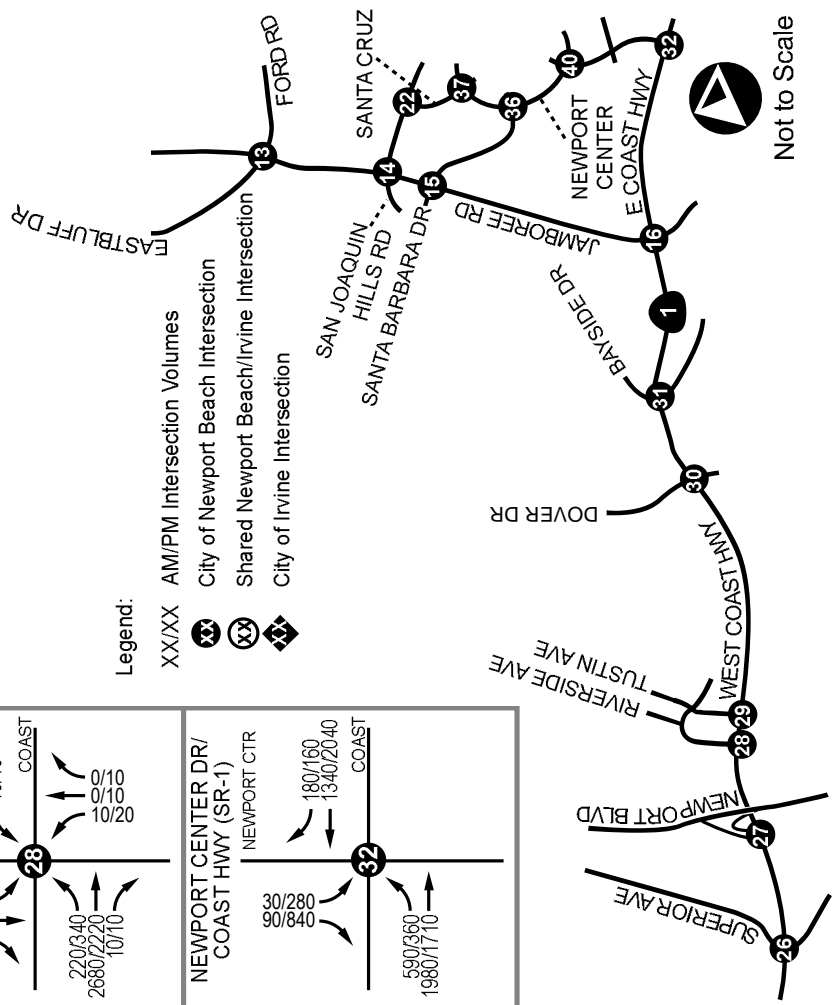 EASTBLUFF DR
13
FORD RD
SANTA CRUZ
22
37
36
40
32
14
15
SAN JOAQUIN
HILLS RD
SANTA BARBARA DR
JAMBOREE RD
NEWPORT
CENTER
E COAST HWY
16
1
BAYSIDE DR
31
30
DOVER DR
WEST COAST HWY
TUSTIN AVE
RIVERSIDE AVE
29
28
NEWPORT BLVD
27
SUPERIOR AVE
26
Not to Scale
Legend:
XX/XX AM/PM Intersection Volumes
XX City of Newport Beach Intersection
XX Shared Newport Beach/Irvine Intersection
XX City of Irvine Intersection
COAST
28
0/10
0/10
10/20
220/340
2680/2220
10/10
NEWPORT CENTER DR/
COAST HWY (SR-1)
NEWPORT CTR
COAST
180/160
1340/2040
30/280
90/840
32
590/360
1980/1710